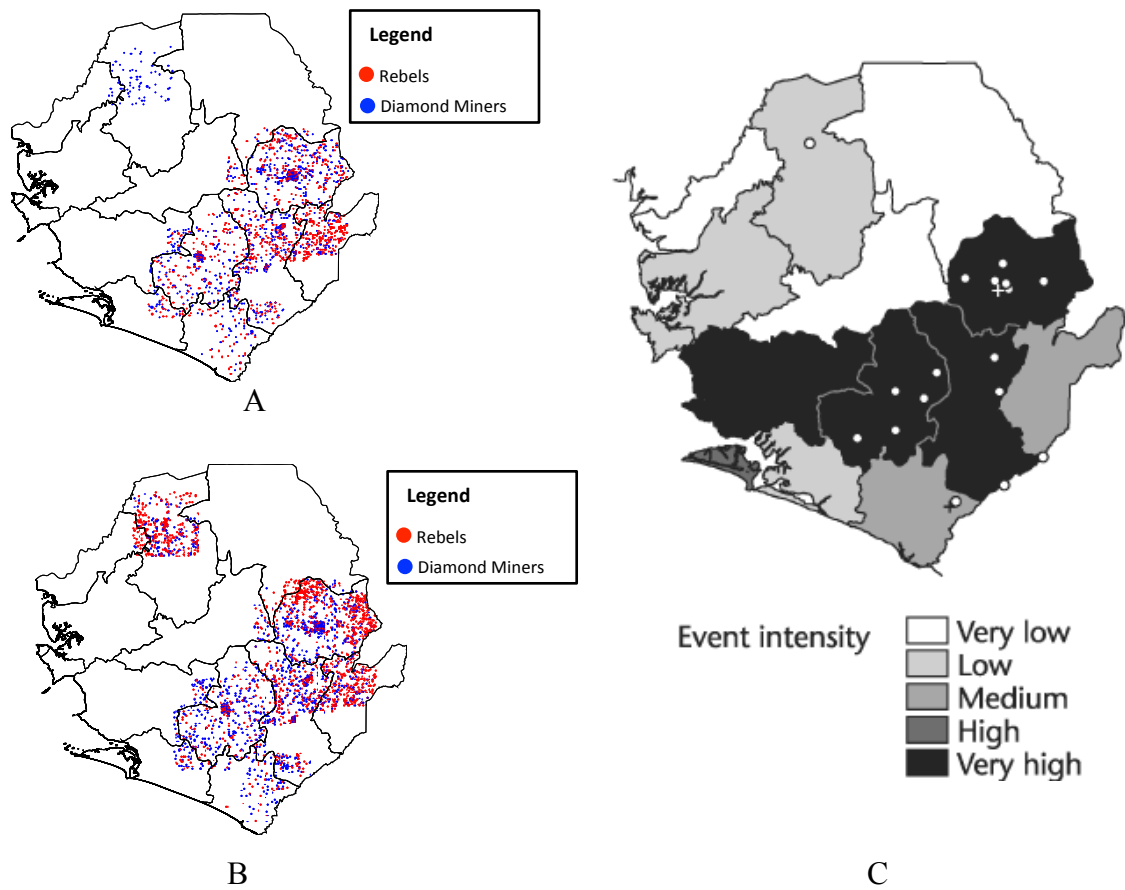 Legend
Rebels
Diamond Miners
A
Legend
Rebels
Diamond Miners
B
Event intensity
Very low
Low
Medium
High
Very high
C